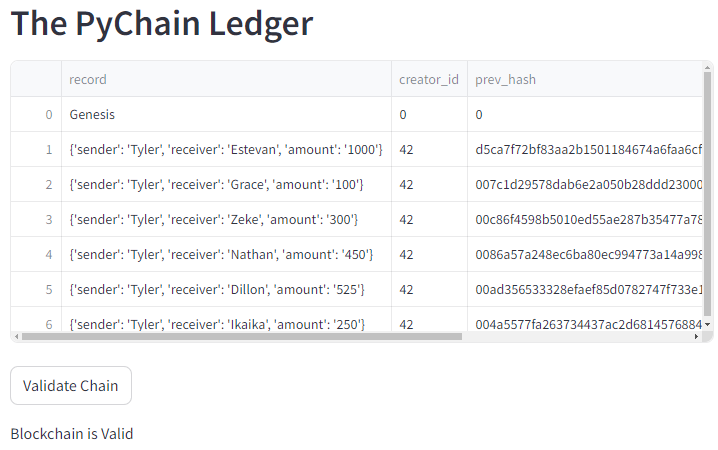 The PyChain Ledger
record creator_id prev_hash
0 Genesis 0 0
1 {'sender': 'Tyler', 'receiver': 'Estevan', 'amount': '1000'} 42 d5ca7f72bf83aa2b1501184674a6faa6cf
2 {'sender': 'Tyler', 'receiver': 'Grace', 'amount': '100'} 42 007c1d29578dab6e2a050b28ddd23000
3 {'sender': 'Tyler', 'receiver': 'Zeke', 'amount': '300'} 42 00c86f4598b5010ed55ae287b35477a78
4 {'sender': 'Tyler', 'receiver': 'Nathan', 'amount': '450'} 42 0086a57a248ec6ba80ec994773a14a998
5 {'sender': 'Tyler', 'receiver': 'Dillon', 'amount': '525'} 42 00ad356533328efaef85d0782747f733e1
6 {'sender': 'Tyler', 'receiver': 'Ikaika', 'amount': '250'} 42 004a5577fa263734437ac2d6814576884
Validate Chain
Blockchain is Valid